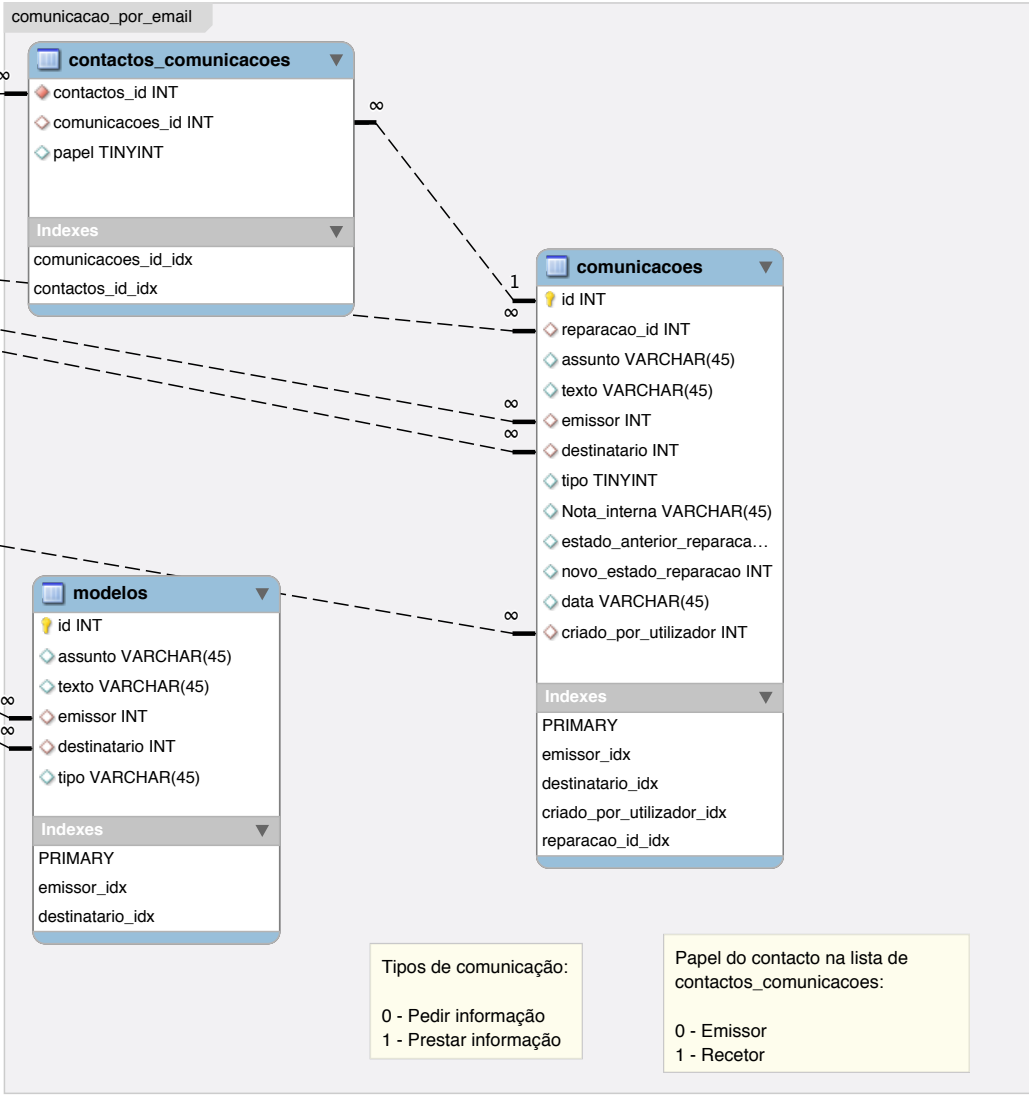 comunicacao_por_email
contactos_comunicacoes
contactos_id INT
comunicacoes_id INT
papel TINYINT
Indexes
comunicacoes_id_idx
contactos_id_idx
∞
∞
1
∞
∞
∞
∞
comunicacoes
id INT
reparacao_id INT
assunto VARCHAR(45)
texto VARCHAR(45)
emissor INT
destinatario INT
tipo TINYINT
Nota_interna VARCHAR(45)
estado_anterior_reparaca…
novo_estado_reparacao INT
data VARCHAR(45)
criado_por_utilizador INT
Indexes
PRIMARY
emissor_idx
destinatario_idx
criado_por_utilizador_idx
reparacao_id_idx
modelos
id INT
assunto VARCHAR(45)
texto VARCHAR(45)
emissor INT
destinatario INT
tipo VARCHAR(45)
Indexes
PRIMARY
emissor_idx
destinatario_idx
∞
∞
Tipos de comunicação:
0 - Pedir informação
1 - Prestar informação
Papel do contacto na lista de
contactos_comunicacoes:
0 - Emissor
1 - Recetor